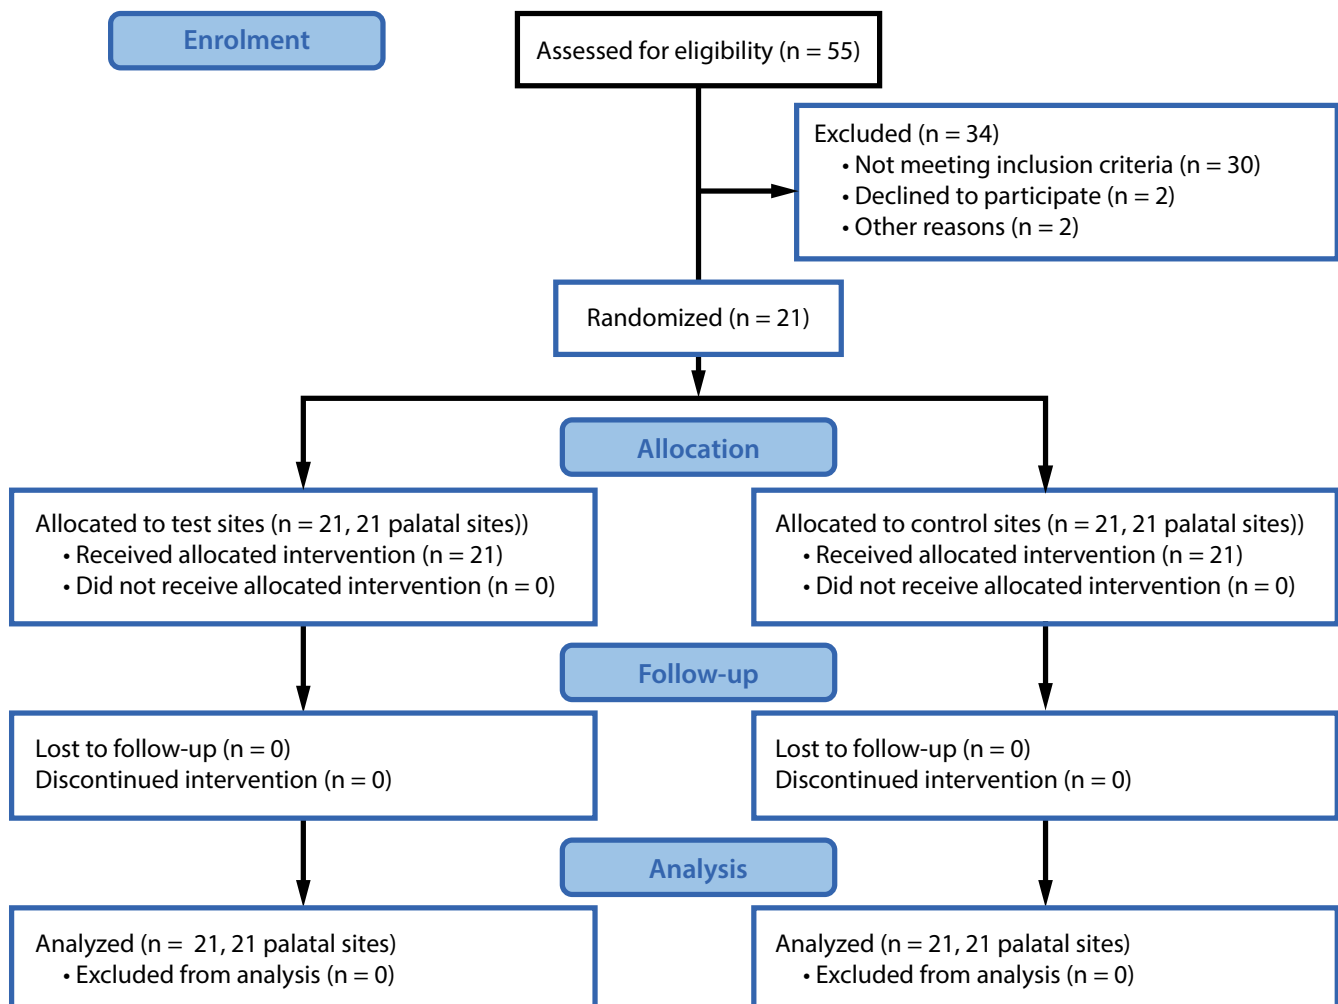 Enrolment
Assessed for eligibility (n = 55)
Excluded (n = 34)
• Not meeting inclusion criteria (n = 30)
• Declined to participate (n = 2)
• Other reasons (n = 2)
Randomized (n = 21)
Allocation
Allocated to test sites (n = 21, 21 palatal sites))
• Received allocated intervention (n = 21)
• Did not receive allocated intervention (n = 0)
Allocated to control sites (n = 21, 21 palatal sites))
• Received allocated intervention (n = 21)
• Did not receive allocated intervention (n = 0)
Follow-up
Lost to follow-up (n = 0)
Discontinued intervention (n = 0)
Lost to follow-up (n = 0)
Discontinued intervention (n = 0)
Analysis
Analyzed (n = 21, 21 palatal sites)
• Excluded from analysis (n = 0)
Analyzed (n = 21, 21 palatal sites)
• Excluded from analysis (n = 0)